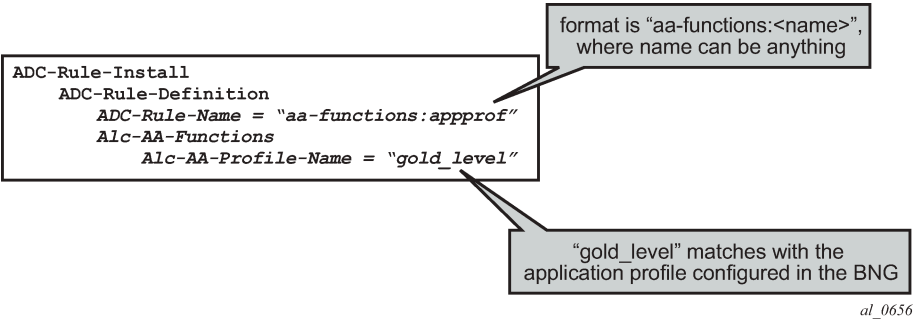 format is “aa-functions:<name>”,
where name can be anything
ADC-Rule-Install
ADC-Rule-Definition
ADC-Rule-Name = “aa-functions:appprof”
Alc-AA-Functions
Alc-AA-Profile-Name = “gold_level”
“gold_level” matches with the
application profile configured in the BNG
al_0656